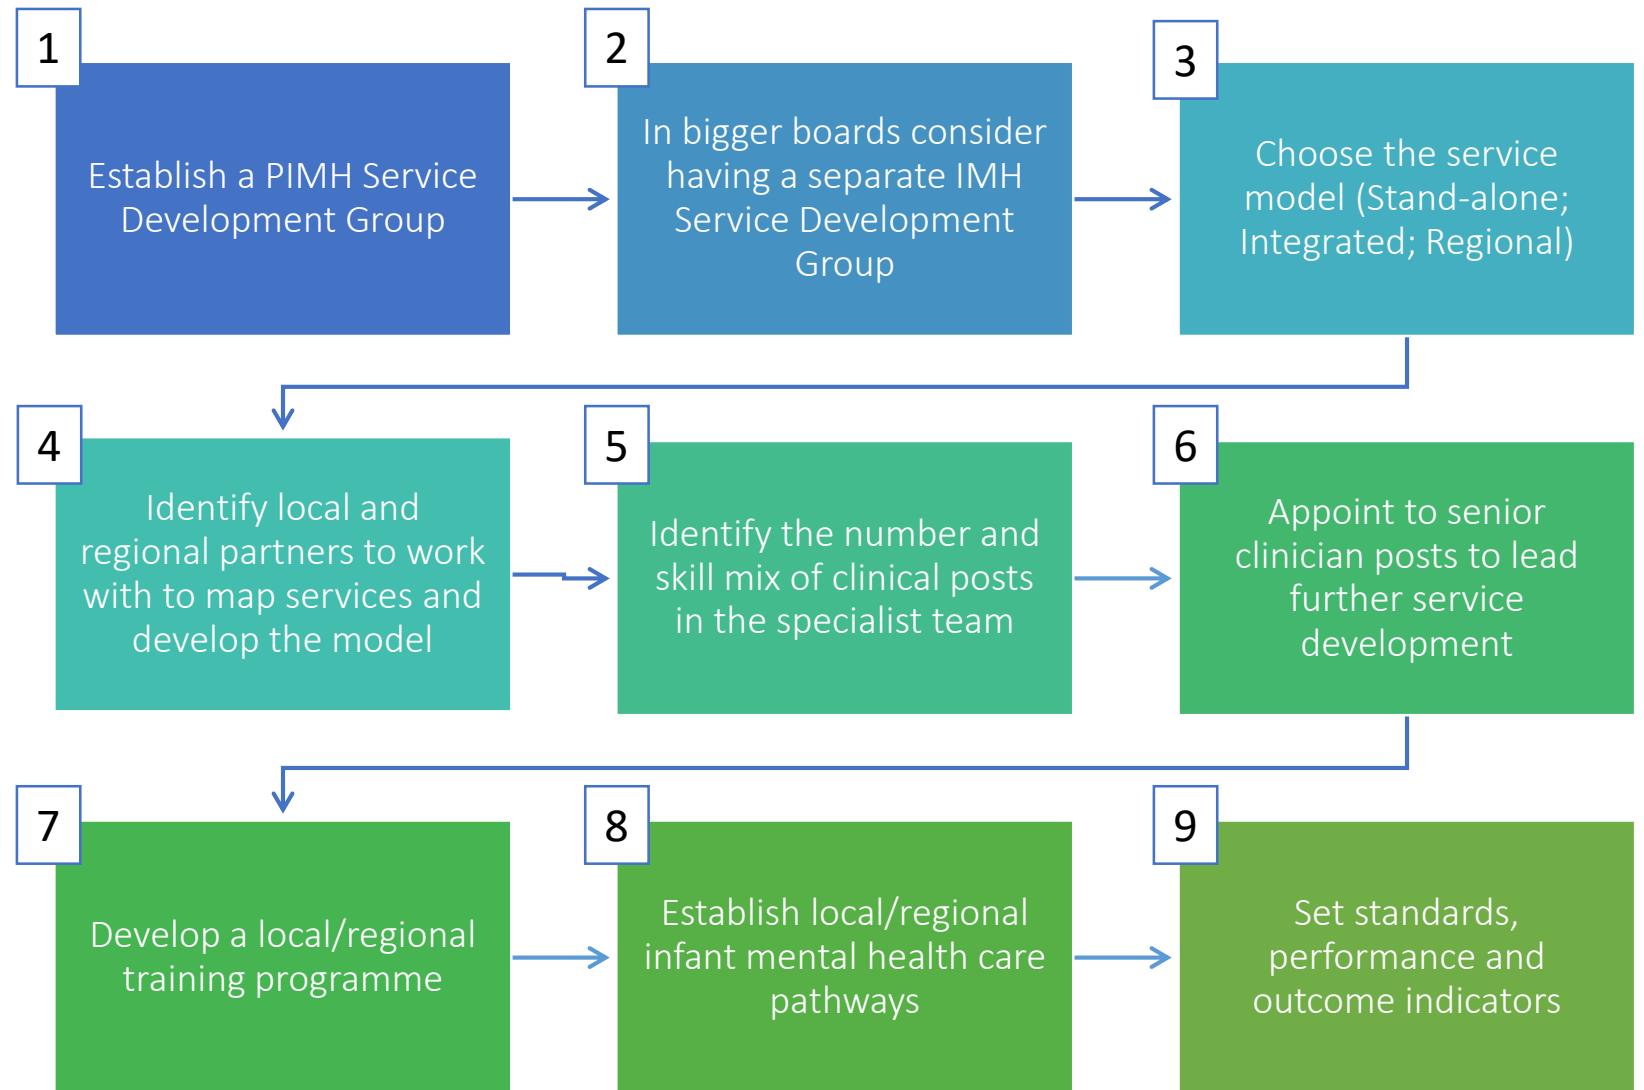 1
Establish a PIMH Service
Development Group
2
In bigger boards consider
having a separate IMH
Service Development
Group
3
Choose the service
model (Stand-alone;
Integrated; Regional)
4
Identify local and
regional partners to work
with to map services and
develop the model
5
Identify the number and
skill mix of clinical posts
in the specialist team
6
Appoint to senior
clinician posts to lead
further service
development
7
Develop a local/regional
training programme
8
Establish local/regional
infant mental health care
pathways
9
Set standards,
performance and
outcome indicators